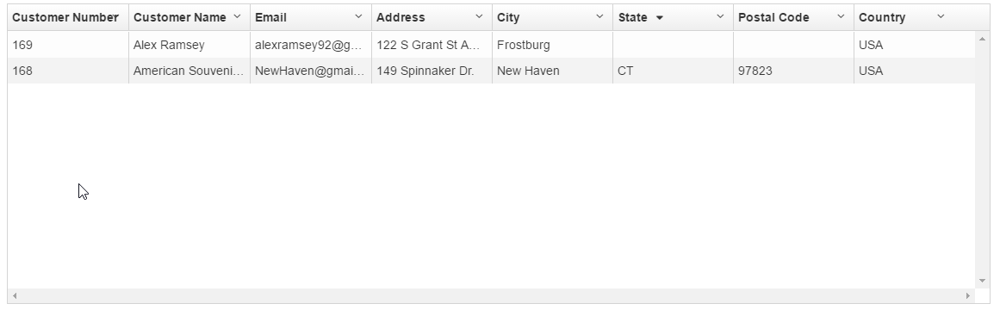 Customer Number Customer Name Email Address City State Postal Code Country
169 Alex Ramsey alexramsey92@g... 122 S Grant St A... Frostburg USA
168 American Souveni... NewHaven@gmai... 149 Spinnaker Dr. New Haven CT 97823 USA